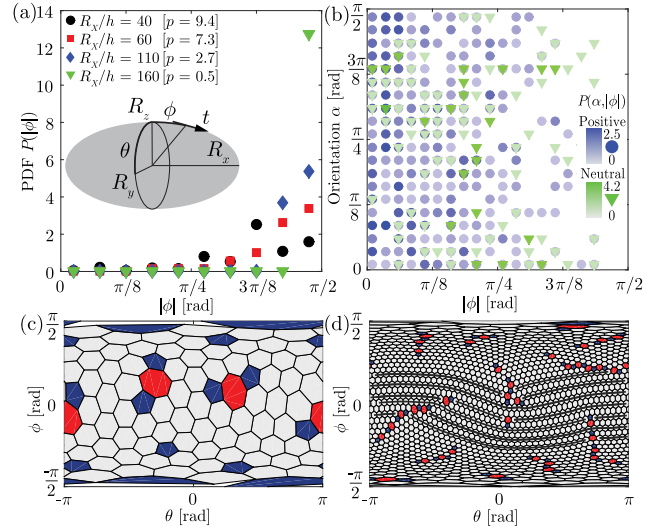 (a)
R_X/h = 40 [p = 9.4]
R_X/h = 60 [p = 7.3]
R_X/h = 110 [p = 2.7]
R_X/h = 160 [p = 0.5]
PDF P(|ϕ|)
14
12
10
8
6
4
2
0
R_z ϕ t
θ R_x
R_y
0 π/8 π/4 3π/8 π/2
|ϕ| [rad]
(b)
Orientation α [rad]
π/2
3π/8
π/4
π/8
0
P(α,|ϕ|)
Positive
2.5
0
Neutral
4.2
0
0 π/8 π/4 3π/8 π/2
|ϕ| [rad]
(c)
ϕ [rad]
π/2
0
-π/2
-π 0 π
θ [rad]
(d)
ϕ [rad]
π/2
0
-π/2
-π 0 π
θ [rad]